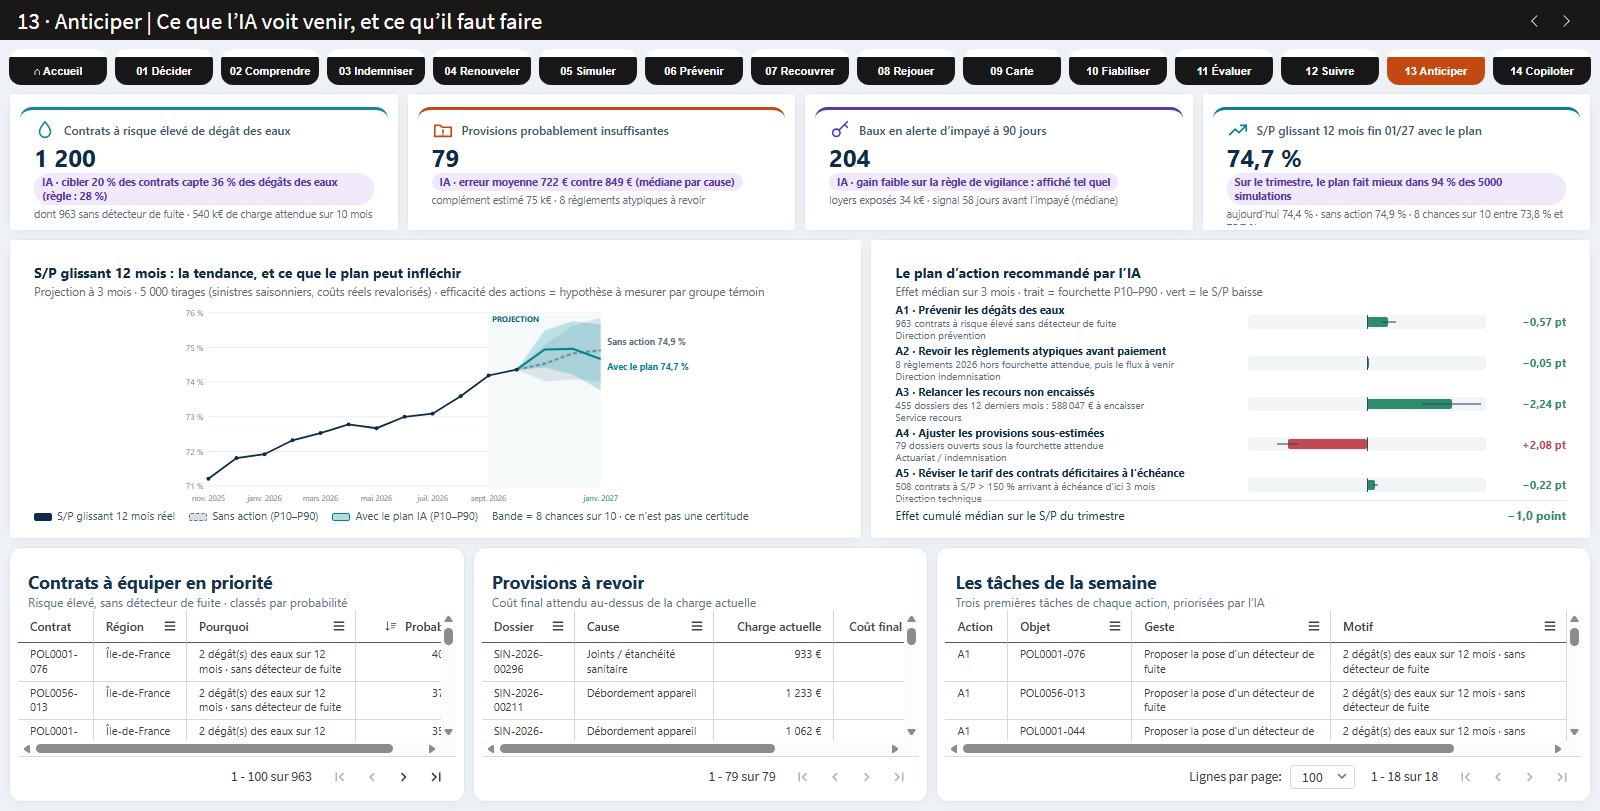 13 · Anticiper | Ce que l’IA voit venir, et ce qu’il faut faire
∩ Accueil
01 Décider
02 Comprendre
03 Indemniser
04 Renouveler
05 Simuler
06 Prévenir
07 Recouvrer
08 Rejouer
09 Carte
10 Fiabiliser
11 Évaluer
12 Suivre
13 Anticiper
14 Copiloter
Contrats à risque élevé de dégât des eaux
1 200
IA · cibler 20 % des contrats capte 36 % des dégâts des eaux
(règle : 28 %)
dont 963 sans détecteur de fuite · 540 k€ de charge attendue sur 10 mois
Provisions probablement insuffisantes
79
IA · erreur moyenne 722 € contre 849 € (médiane par cause)
complément estimé 75 k€ · 8 règlements atypiques à revoir
Baux en alerte d’impayé à 90 jours
204
IA · gain faible sur la règle de vigilance : affiché tel quel
loyers exposés 34 k€ · signal 58 jours avant l’impayé (médiane)
S/P glissant 12 mois fin 01/27 avec le plan
74,7 %
Sur le trimestre, le plan fait mieux dans 94 % des 5000
simulations
aujourd’hui 74,4 % · sans action 74,9 % · 8 chances sur 10 entre 73,8 % et
S/P glissant 12 mois : la tendance, et ce que le plan peut infléchir
Projection à 3 mois · 5 000 tirages (sinistres saisonniers, coûts réels revalorisés) · efficacité des actions = hypothèse à mesurer par groupe témoin
76 %
75 %
74 %
73 %
72 %
71 %
PROJECTION
Sans action 74,9 %
Avec le plan 74,7 %
nov. 2025
janv. 2026
mars 2026
mai 2026
juil. 2026
sept. 2026
janv. 2027
S/P glissant 12 mois réel
Sans action (P10–P90)
Avec le plan IA (P10–P90)
Bande = 8 chances sur 10 · ce n’est pas une certitude
Le plan d’action recommandé par l’IA
Effet médian sur 3 mois · trait = fourchette P10–P90 · vert = le S/P baisse
A1 · Prévenir les dégâts des eaux
963 contrats à risque élevé sans détecteur de fuite
Direction prévention
−0,57 pt
A2 · Revoir les règlements atypiques avant paiement
8 règlements 2026 hors fourchette attendue, puis le flux à venir
Direction indemnisation
−0,05 pt
A3 · Relancer les recours non encaissés
455 dossiers des 12 derniers mois : 588 047 € à encaisser
Service recours
−2,24 pt
A4 · Ajuster les provisions sous-estimées
79 dossiers ouverts sous la fourchette attendue
Actuariat / indemnisation
+2,08 pt
A5 · Réviser le tarif des contrats déficitaires à l’échéance
508 contrats à S/P > 150 % arrivant à échéance d’ici 3 mois
Direction technique
−0,22 pt
Effet cumulé médian sur le S/P du trimestre
−1,0 point
Contrats à équiper en priorité
Risque élevé, sans détecteur de fuite · classés par probabilité
Contrat
Région
Pourquoi
Probab
POL0001-
076
Île-de-France
2 dégât(s) des eaux sur 12
mois · sans détecteur de fuite
40
POL0056-
013
Île-de-France
2 dégât(s) des eaux sur 12
mois · sans détecteur de fuite
37
POL0001-
Île-de-France
2 dégât(s) des eaux sur 12
35
1 - 100 sur 963
Provisions à revoir
Coût final attendu au-dessus de la charge actuelle
Dossier
Cause
Charge actuelle
Coût final
SIN-2026-
00296
Joints / étanchéité
sanitaire
933 €
SIN-2026-
00211
Débordement appareil
1 233 €
SIN-2026-
Débordement appareil
1 062 €
1 - 79 sur 79
Les tâches de la semaine
Trois premières tâches de chaque action, priorisées par l’IA
Action
Objet
Geste
Motif
A1
POL0001-076
Proposer la pose d’un détecteur de
fuite
2 dégât(s) des eaux sur 12 mois · sans
détecteur de fuite
A1
POL0056-013
Proposer la pose d’un détecteur de
fuite
2 dégât(s) des eaux sur 12 mois · sans
détecteur de fuite
A1
POL0001-044
Proposer la pose d’un détecteur de
2 dégât(s) des eaux sur 12 mois · sans
Lignes par page:
100
1 - 18 sur 18